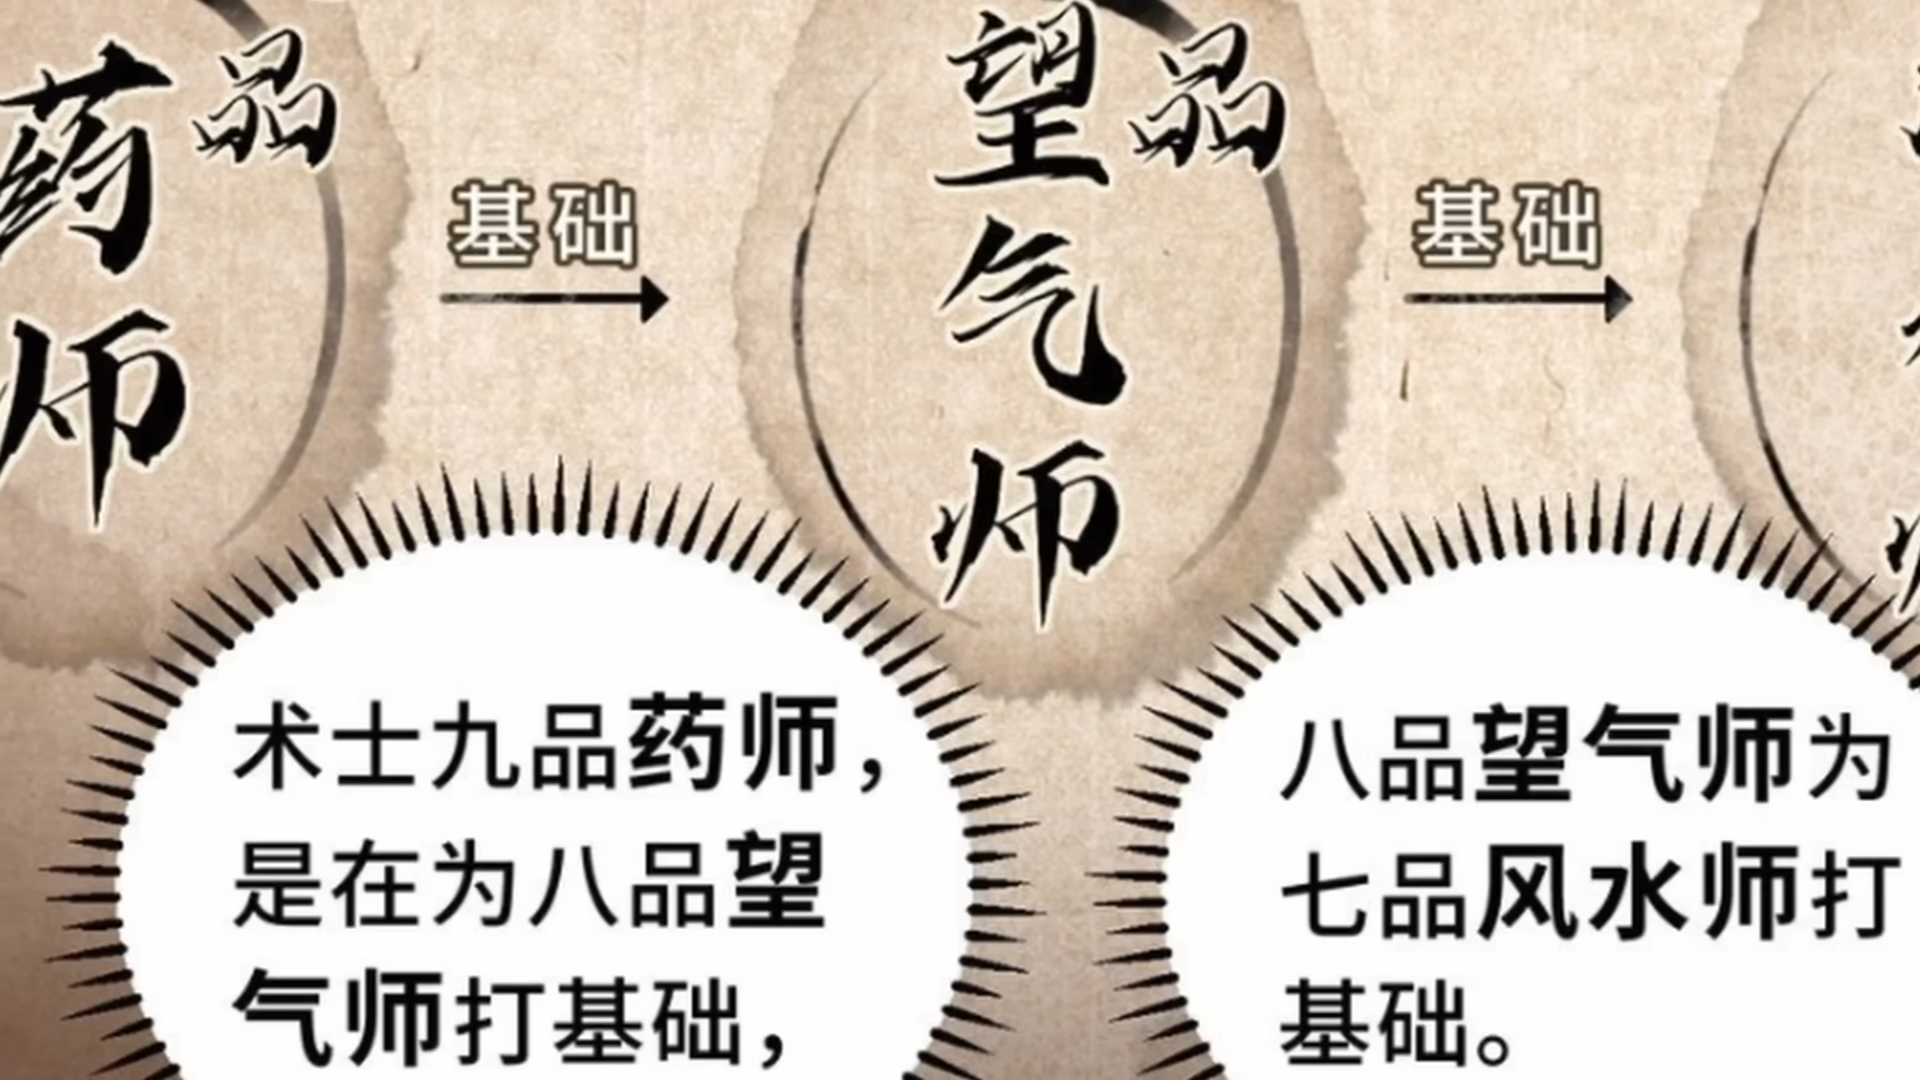 药师
品
基础
望气师
品
基础
术士九品药师，
是在为八品望
气师打基础，
八品望气师为
七品风水师打
基础。